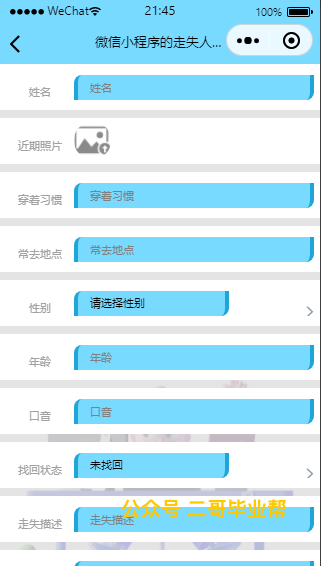 WeChat 21:45 100%
微信小程序的走失人...
姓名 姓名
近期照片
穿着习惯 穿着习惯
常去地点 常去地点
性别 请选择性别
年龄 年龄
口音 口音
找回状态 未找回
公众号 二哥毕业帮
走失描述 走失描述